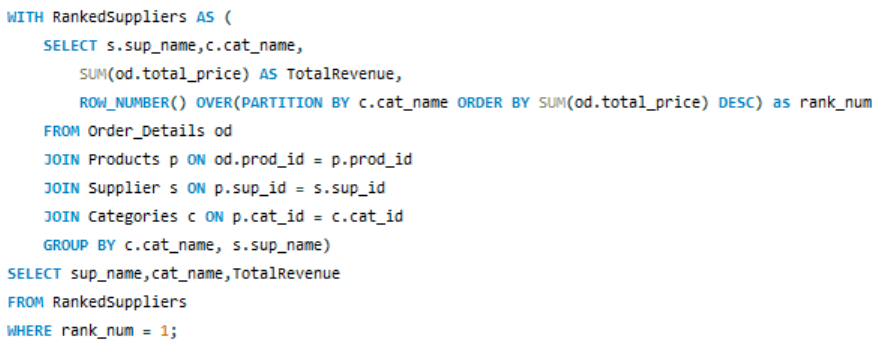 WITH RankedSuppliers AS (
    SELECT s.sup_name,c.cat_name,
        SUM(od.total_price) AS TotalRevenue,
        ROW_NUMBER() OVER(PARTITION BY c.cat_name ORDER BY SUM(od.total_price) DESC) as rank_num
    FROM Order_Details od
    JOIN Products p ON od.prod_id = p.prod_id
    JOIN Supplier s ON p.sup_id = s.sup_id
    JOIN Categories c ON p.cat_id = c.cat_id
    GROUP BY c.cat_name, s.sup_name)
SELECT sup_name,cat_name,TotalRevenue
FROM RankedSuppliers
WHERE rank_num = 1;